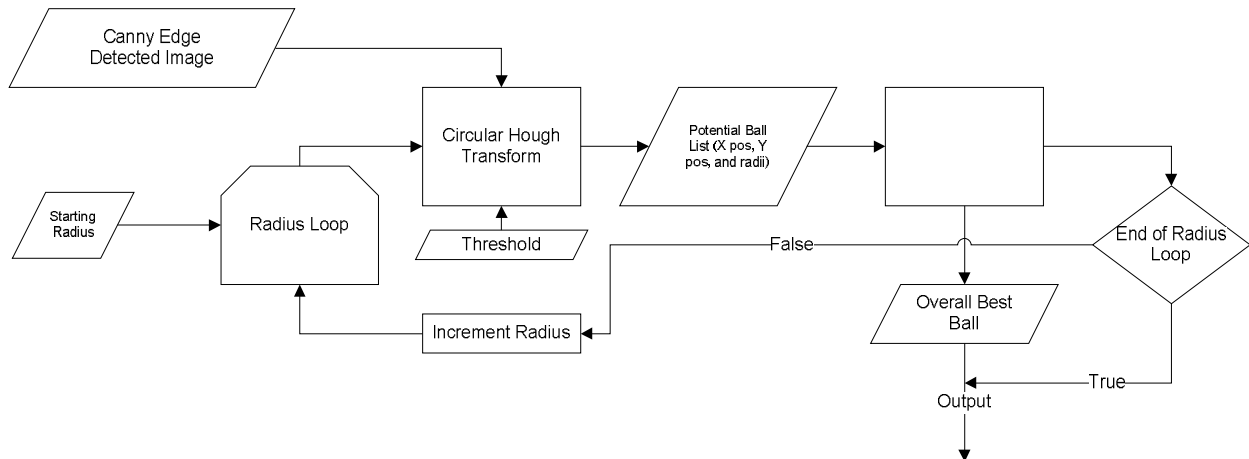 Canny Edge
Detected Image
Circular Hough
Transform
Potential Ball
List (X pos, Y
pos, and radii)
Starting
Radius
Radius Loop
Threshold
False
End of Radius
Loop
Increment Radius
Overall Best
Ball
True
Output